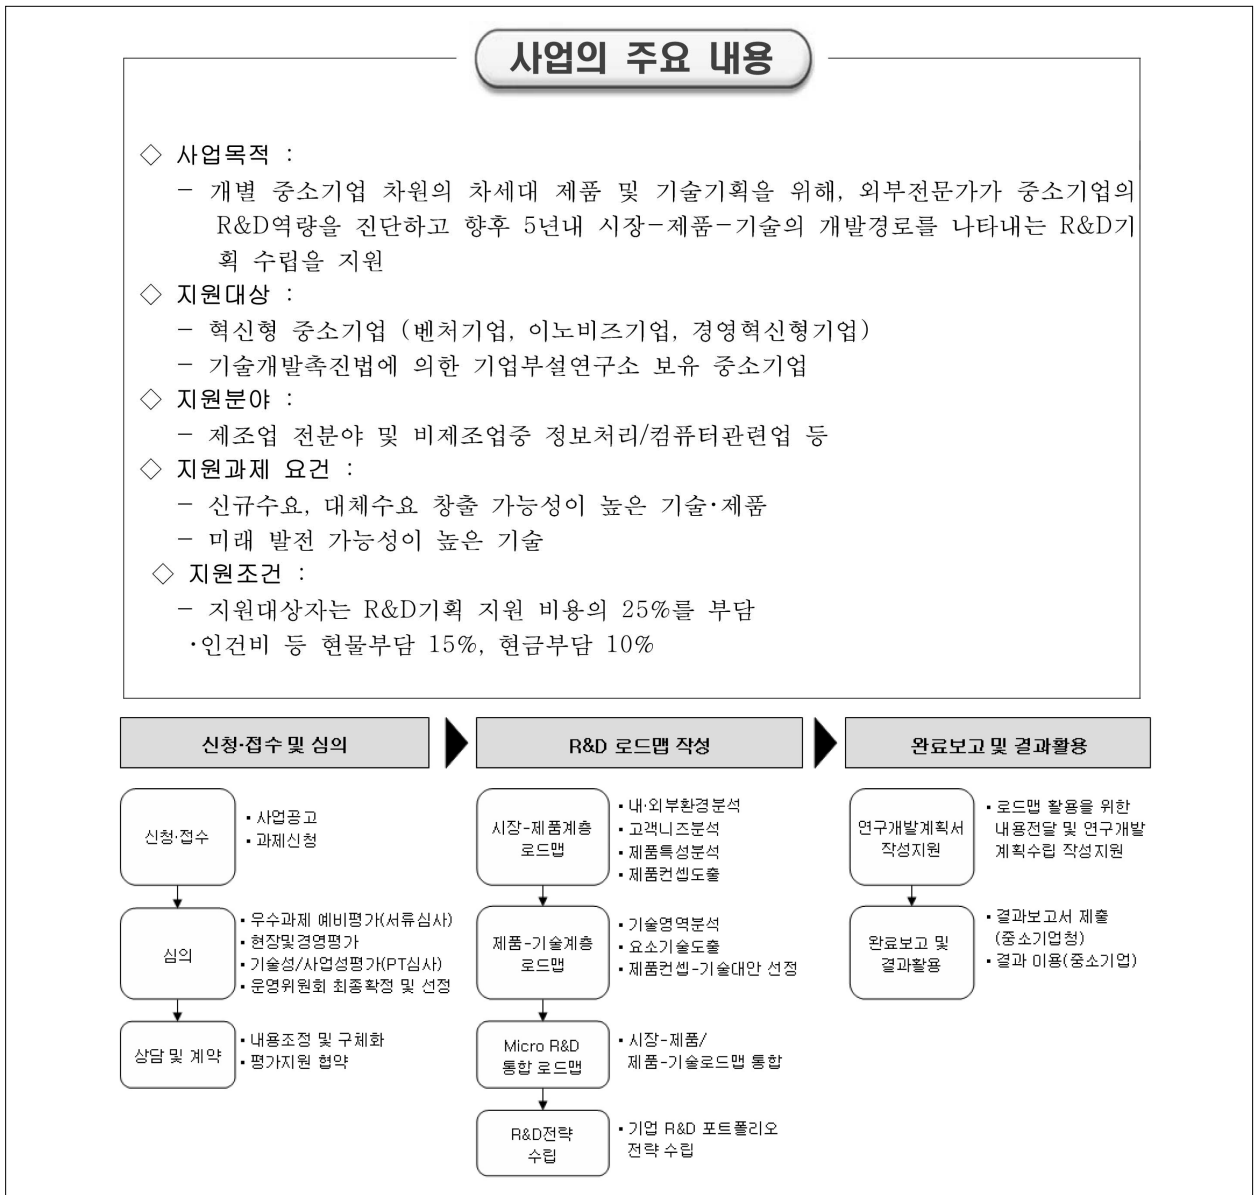 사업의 주요 내용
◇ 사업목적 :
- 개별 중소기업 차원의 차세대 제품 및 기술기획을 위해, 외부전문가가 중소기업의
R&D역량을 진단하고 향후 5년내 시장-제품-기술의 개발경로를 나타내는 R&D기
획 수립을 지원
◇ 지원대상 :
- 혁신형 중소기업 (벤처기업, 이노비즈기업, 경영혁신형기업)
- 기술개발촉진법에 의한 기업부설연구소 보유 중소기업
◇ 지원분야 :
- 제조업 전분야 및 비제조업중 정보처리/컴퓨터관련업 등
◇ 지원과제 요건 :
- 신규수요, 대체수요 창출 가능성이 높은 기술·제품
- 미래 발전 가능성이 높은 기술
◇ 지원조건 :
- 지원대상자는 R&D기획 지원 비용의 25%를 부담
·인건비 등 현물부담 15%, 현금부담 10%
신청·접수 및 심의
신청·접수
▪ 사업공고
▪ 과제신청
심의
▪ 우수과제 예비평가(서류심사)
▪ 현장및경영평가
▪ 기술성/사업성평가(PT심사)
▪ 운영위원회 최종확정 및 선정
상담 및 계약
▪ 내용조정 및 구체화
▪ 평가지원 협약
R&D 로드맵 작성
시장-제품계층
로드맵
▪ 내·외부환경분석
▪ 고객니즈분석
▪ 제품특성분석
▪ 제품컨셉도출
제품-기술계층
로드맵
▪ 기술영역분석
▪ 요소기술도출
▪ 제품컨셉-기술대안 선정
Micro R&D
통합 로드맵
▪ 시장-제품/
제품-기술로드맵 통합
R&D전략
수립
▪ 기업 R&D 포트폴리오
전략 수립
완료보고 및 결과활용
연구개발계획서
작성지원
▪ 로드맵 활용을 위한
내용전달 및 연구개발
계획수립 작성지원
완료보고 및
결과활용
▪ 결과보고서 제출
(중소기업청)
▪ 결과 이용(중소기업)